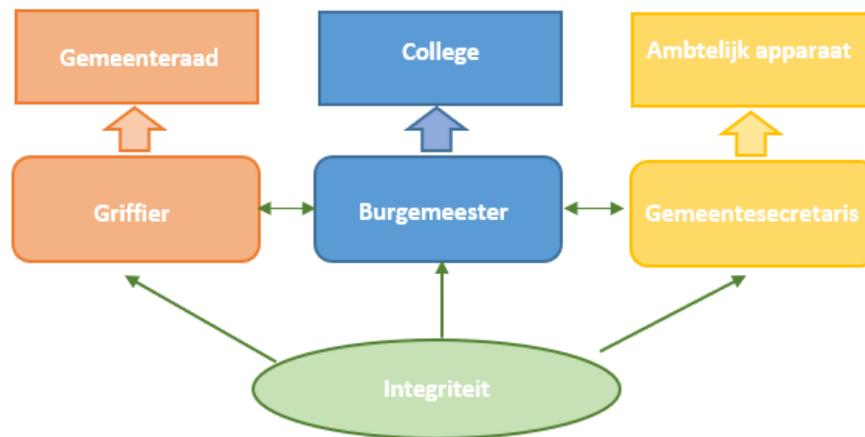 Gemeenteraad
College
Ambtelijk apparaat
Griffier
Burgemeester
Gemeentesecretaris
Integriteit